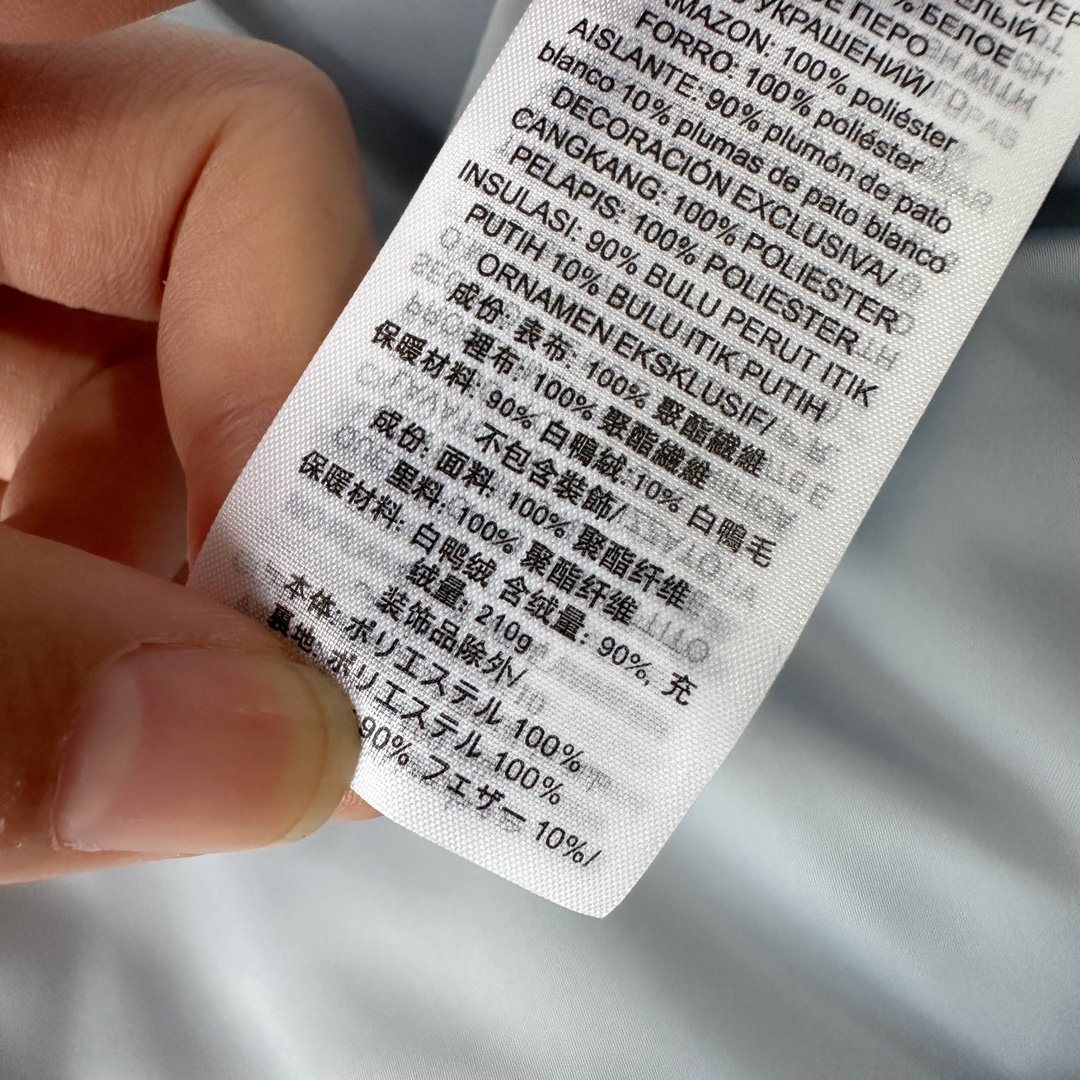 % БЕЛОЕ
Е ПЕРО
УКРАШЕНИЙ/
MAZON: 100% poliéster
FORRO: 100% poliéster
AISLANTE: 90% plumón de pato
blanco 10% plumas de pato blanco
DECORACIÓN EXCLUSIVA/
CANGKANG: 100% POLIESTER
PELAPIS: 100% POLIESTER
INSULASI: 90% BULU PERUT ITIK
PUTIH 10% BULU ITIK PUTIH
ORNAMEN EKSKLUSIF/
成份: 表布: 100% 聚酯纖維
裡布: 100% 聚酯纖維
保暖材料: 90% 白鴨絨: 10% 白鴨毛
不包含裝飾/
成份: 面料: 100% 聚酯纤维
里料: 100% 聚酯纤维
保暖材料: 白鸭绒 含绒量: 90%, 充
绒量: 210g
装饰品除外/
本体: ポリエステル 100%
裏地: ポリエステル 100%
90% フェザー 10%/